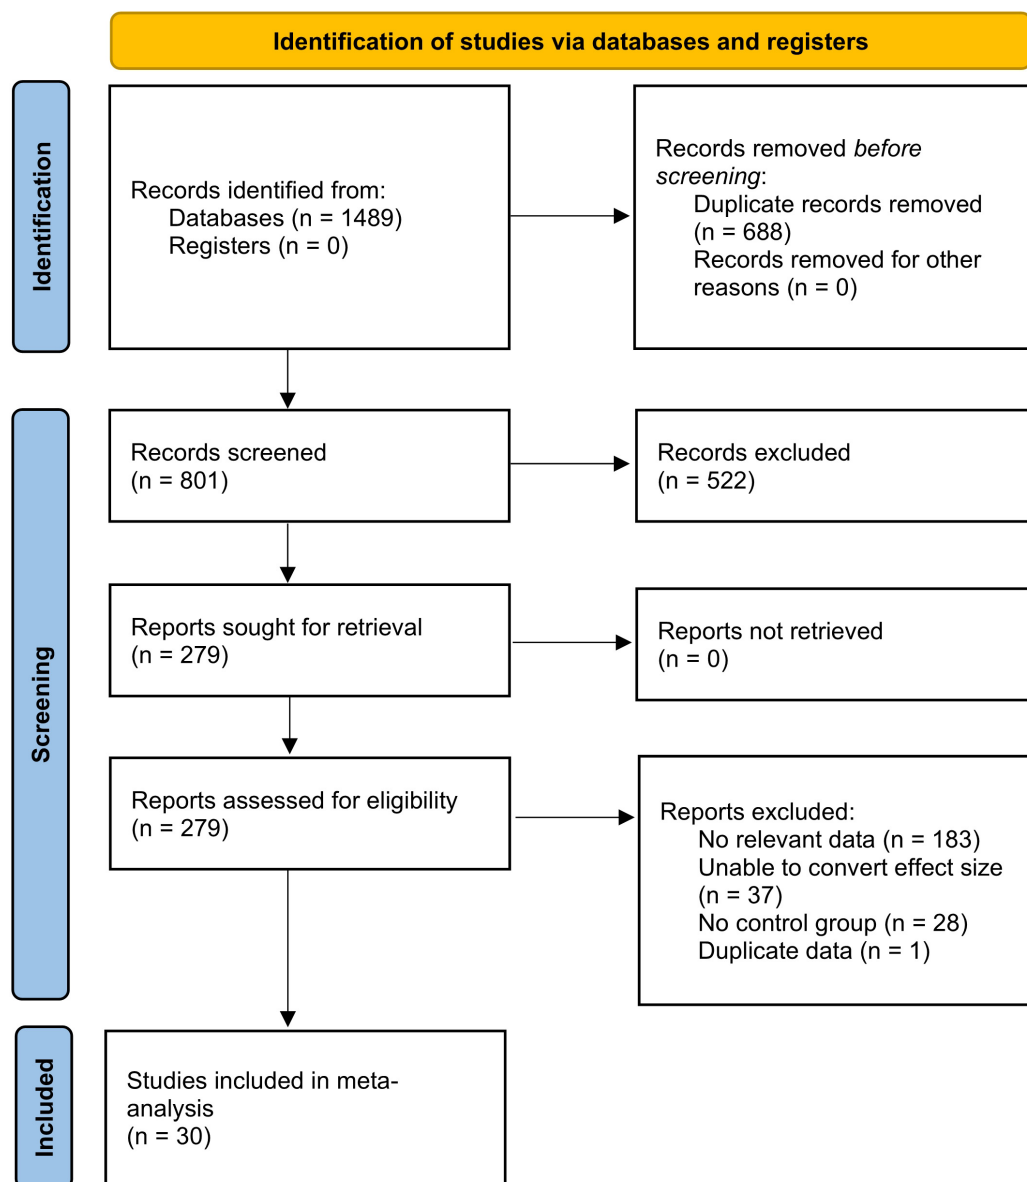 Identification of studies via databases and registers
Identification
Records identified from:
Databases (n = 1489)
Registers (n = 0)
Records removed before
screening:
Duplicate records removed
(n = 688)
Records removed for other
reasons (n = 0)
Screening
Records screened
(n = 801)
Records excluded
(n = 522)
Reports sought for retrieval
(n = 279)
Reports not retrieved
(n = 0)
Reports assessed for eligibility
(n = 279)
Reports excluded:
No relevant data (n = 183)
Unable to convert effect size
(n = 37)
No control group (n = 28)
Duplicate data (n = 1)
Included
Studies included in meta-
analysis
(n = 30)